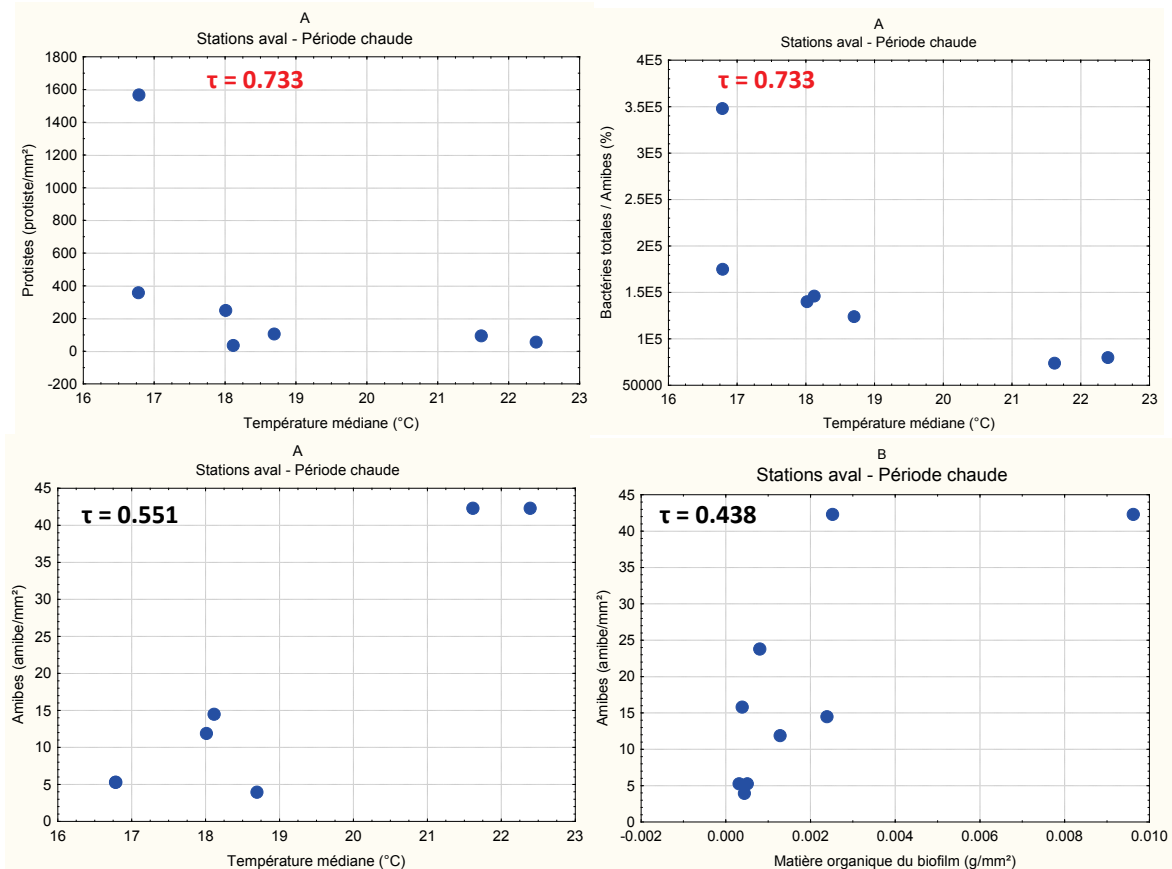 A
Stations aval - Période chaude
τ = 0.733
Protistes (protiste/mm²)
1800
1600
1400
1200
1000
800
600
400
200
0
-200
16 17 18 19 20 21 22 23
Température médiane (°C)
A
Stations aval - Période chaude
τ = 0.733
Bactéries totales / Amibes (%)
4E5
3.5E5
3E5
2.5E5
2E5
1.5E5
1E5
50000
16 17 18 19 20 21 22 23
Température médiane (°C)
A
Stations aval - Période chaude
τ = 0.551
Amibes (amibe/mm²)
45
40
35
30
25
20
15
10
5
0
16 17 18 19 20 21 22 23
Température médiane (°C)
B
Stations aval - Période chaude
τ = 0.438
Amibes (amibe/mm²)
45
40
35
30
25
20
15
10
5
0
-0.002 0.000 0.002 0.004 0.006 0.008 0.010
Matière organique du biofilm (g/mm²)